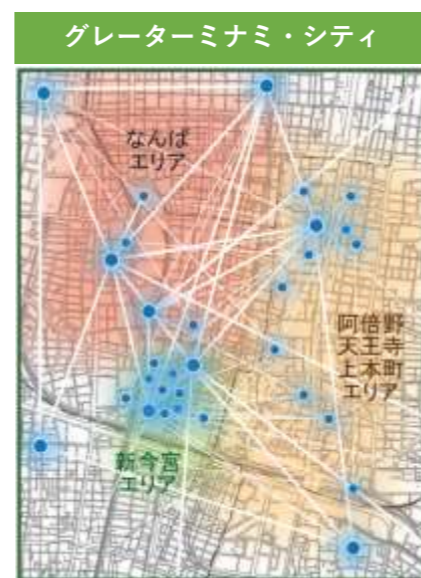 グレーターミナミ・シティ
なんば
エリア
阿倍野
天王寺
上本町
エリア
新今宮
エリア